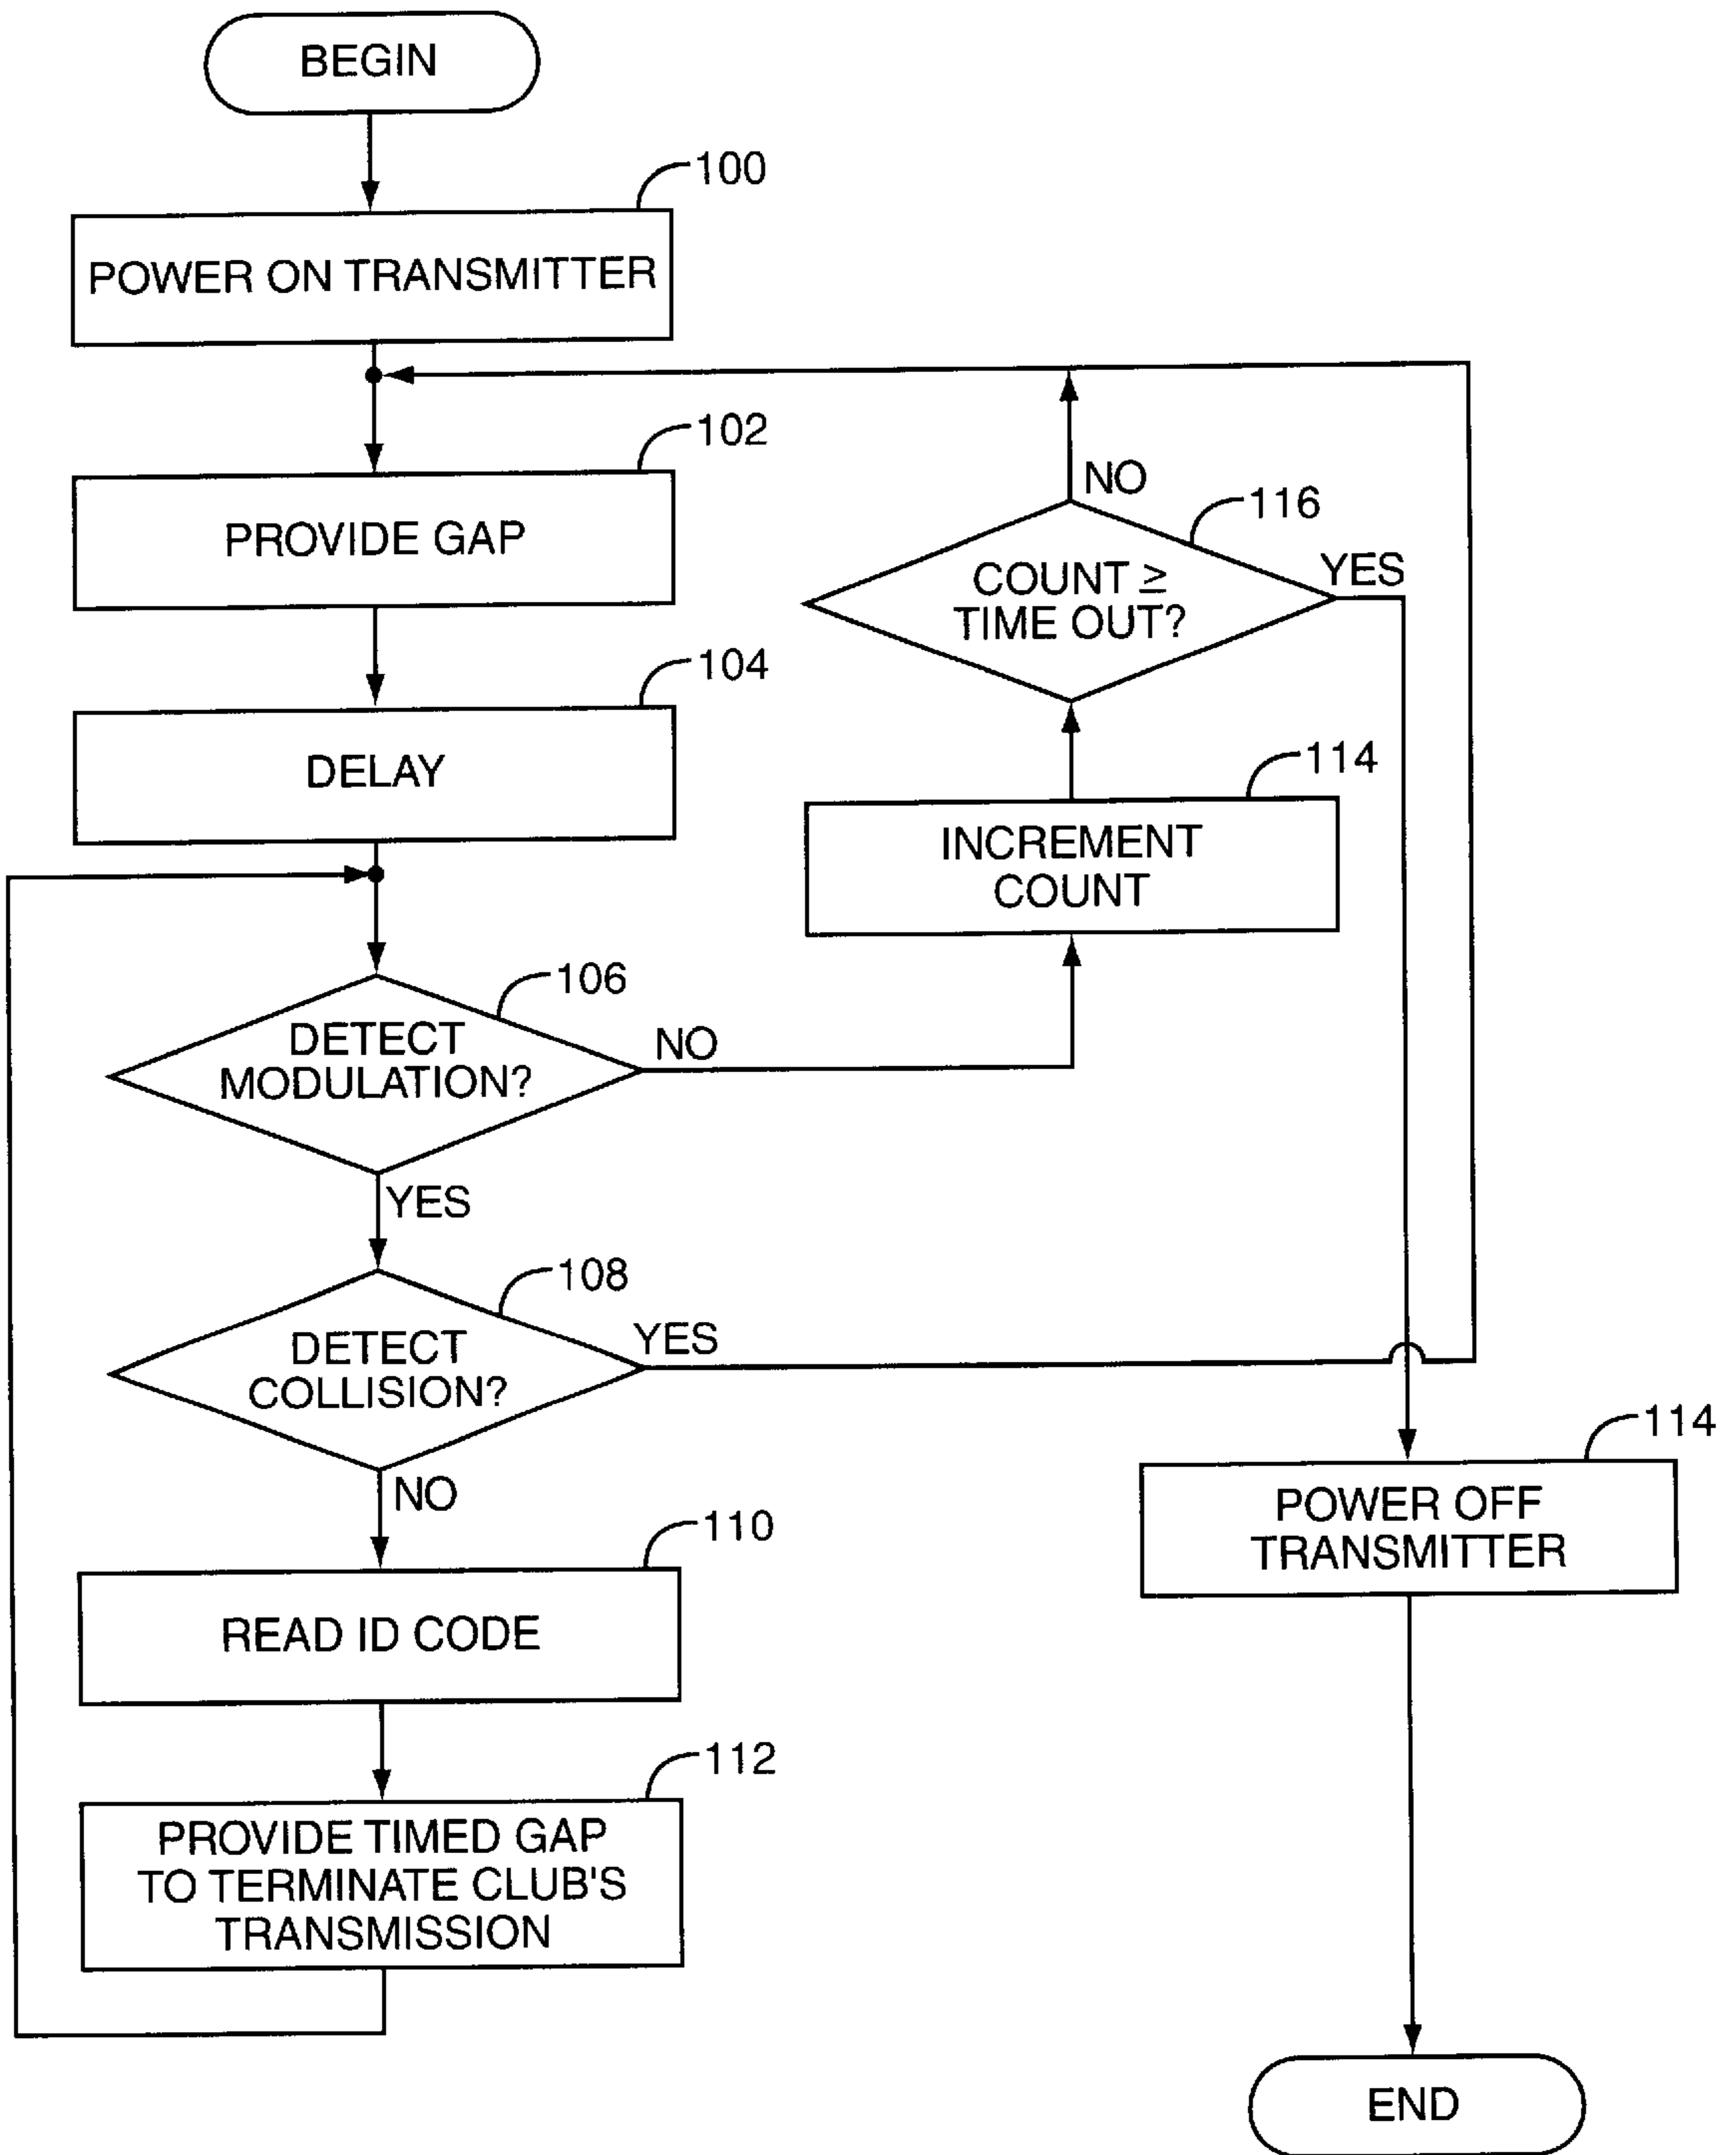 BEGIN
100
POWER ON TRANSMITTER
102
PROVIDE GAP
104
DELAY
106
DETECT
MODULATION?
NO
YES
108
DETECT
COLLISION?
YES
NO
110
READ ID CODE
112
PROVIDE TIMED GAP
TO TERMINATE CLUB'S
TRANSMISSION
114
INCREMENT
COUNT
116
COUNT ≥
TIME OUT?
NO
YES
114
POWER OFF
TRANSMITTER
END